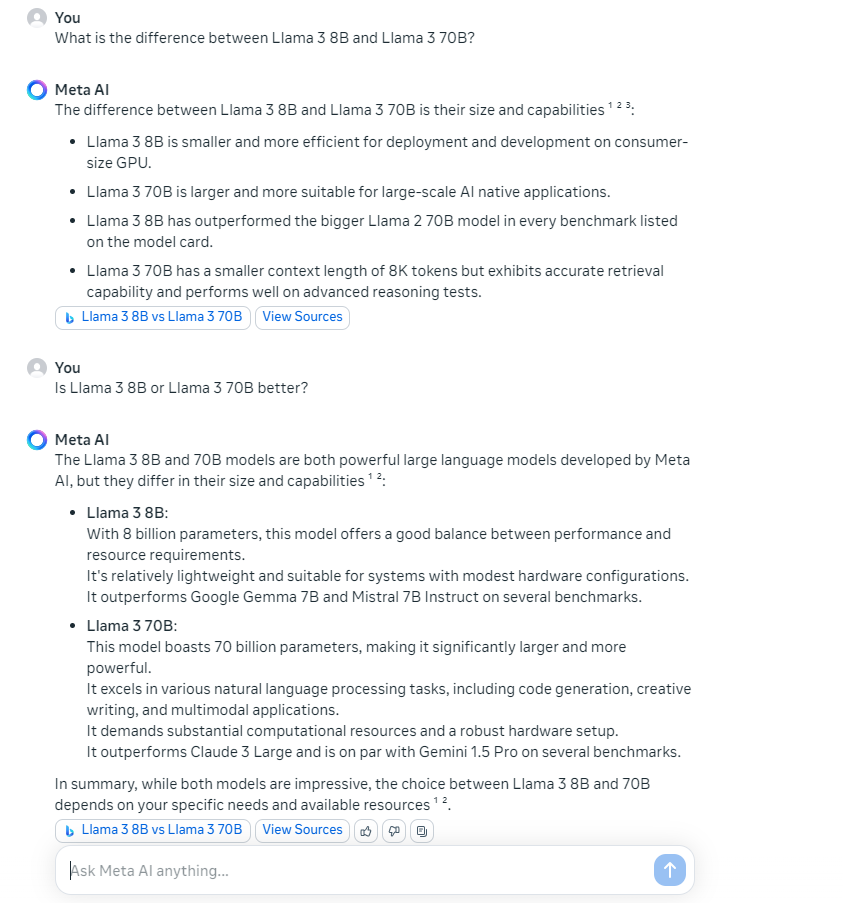 You
What is the difference between Llama 3 8B and Llama 3 70B?
Meta AI
The difference between Llama 3 8B and Llama 3 70B is their size and capabilities ¹ ² ³:
• Llama 3 8B is smaller and more efficient for deployment and development on consumer-
size GPU.
• Llama 3 70B is larger and more suitable for large-scale AI native applications.
• Llama 3 8B has outperformed the bigger Llama 2 70B model in every benchmark listed
on the model card.
• Llama 3 70B has a smaller context length of 8K tokens but exhibits accurate retrieval
capability and performs well on advanced reasoning tests.
Llama 3 8B vs Llama 3 70B View Sources
You
Is Llama 3 8B or Llama 3 70B better?
Meta AI
The Llama 3 8B and 70B models are both powerful large language models developed by Meta
AI, but they differ in their size and capabilities ¹ ²:
• Llama 3 8B:
With 8 billion parameters, this model offers a good balance between performance and
resource requirements.
It's relatively lightweight and suitable for systems with modest hardware configurations.
It outperforms Google Gemma 7B and Mistral 7B Instruct on several benchmarks.
• Llama 3 70B:
This model boasts 70 billion parameters, making it significantly larger and more
powerful.
It excels in various natural language processing tasks, including code generation, creative
writing, and multimodal applications.
It demands substantial computational resources and a robust hardware setup.
It outperforms Claude 3 Large and is on par with Gemini 1.5 Pro on several benchmarks.
In summary, while both models are impressive, the choice between Llama 3 8B and 70B
depends on your specific needs and available resources ¹ ².
Llama 3 8B vs Llama 3 70B View Sources
Ask Meta AI anything...